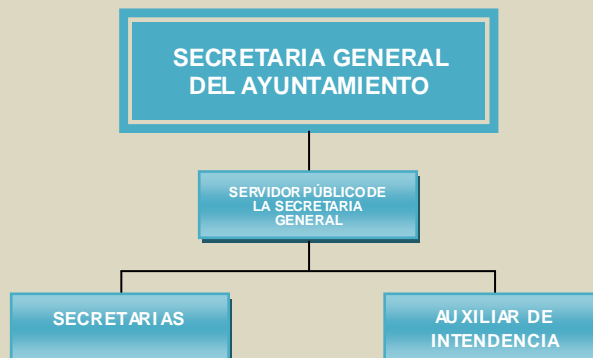 SECRETARIA GENERAL
DEL AYUNTAMIENTO
SERVIDOR PÚBLICO DE
LA SECRETARIA
GENERAL
SECRETARIAS
AUXILIAR DE
INTENDENCIA